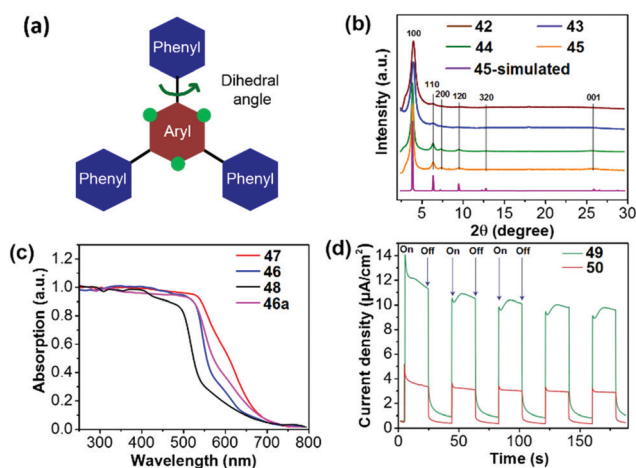 (a)
Phenyl
Dihedral
angle
Aryl
Phenyl
Phenyl
(b)
Intensity (a.u.)
100
42
43
44
45
45-simulated
110
200
120
320
001
5
10
15
20
25
30
2θ (degree)
(c)
Absorption (a.u.)
1.2
1.0
0.8
0.6
0.4
0.2
0.0
47
46
48
46a
300
400
500
600
700
800
Wavelength (nm)
(d)
Current density (µA/cm²)
14
12
10
8
6
4
2
0
On
Off
On
Off
On
Off
49
50
0
50
100
150
Time (s)